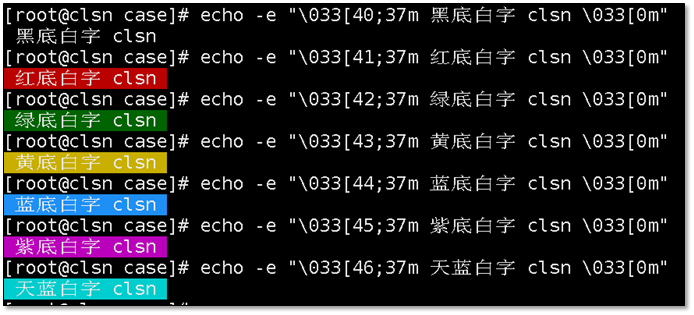 [root@clsn case]# echo -e "\033[40;37m 黑底白字 clsn \033[0m"
黑底白字 clsn
[root@clsn case]# echo -e "\033[41;37m 红底白字 clsn \033[0m"
红底白字 clsn
[root@clsn case]# echo -e "\033[42;37m 绿底白字 clsn \033[0m"
绿底白字 clsn
[root@clsn case]# echo -e "\033[43;37m 黄底白字 clsn \033[0m"
黄底白字 clsn
[root@clsn case]# echo -e "\033[44;37m 蓝底白字 clsn \033[0m"
蓝底白字 clsn
[root@clsn case]# echo -e "\033[45;37m 紫底白字 clsn \033[0m"
紫底白字 clsn
[root@clsn case]# echo -e "\033[46;37m 天蓝白字 clsn \033[0m"
天蓝白字 clsn